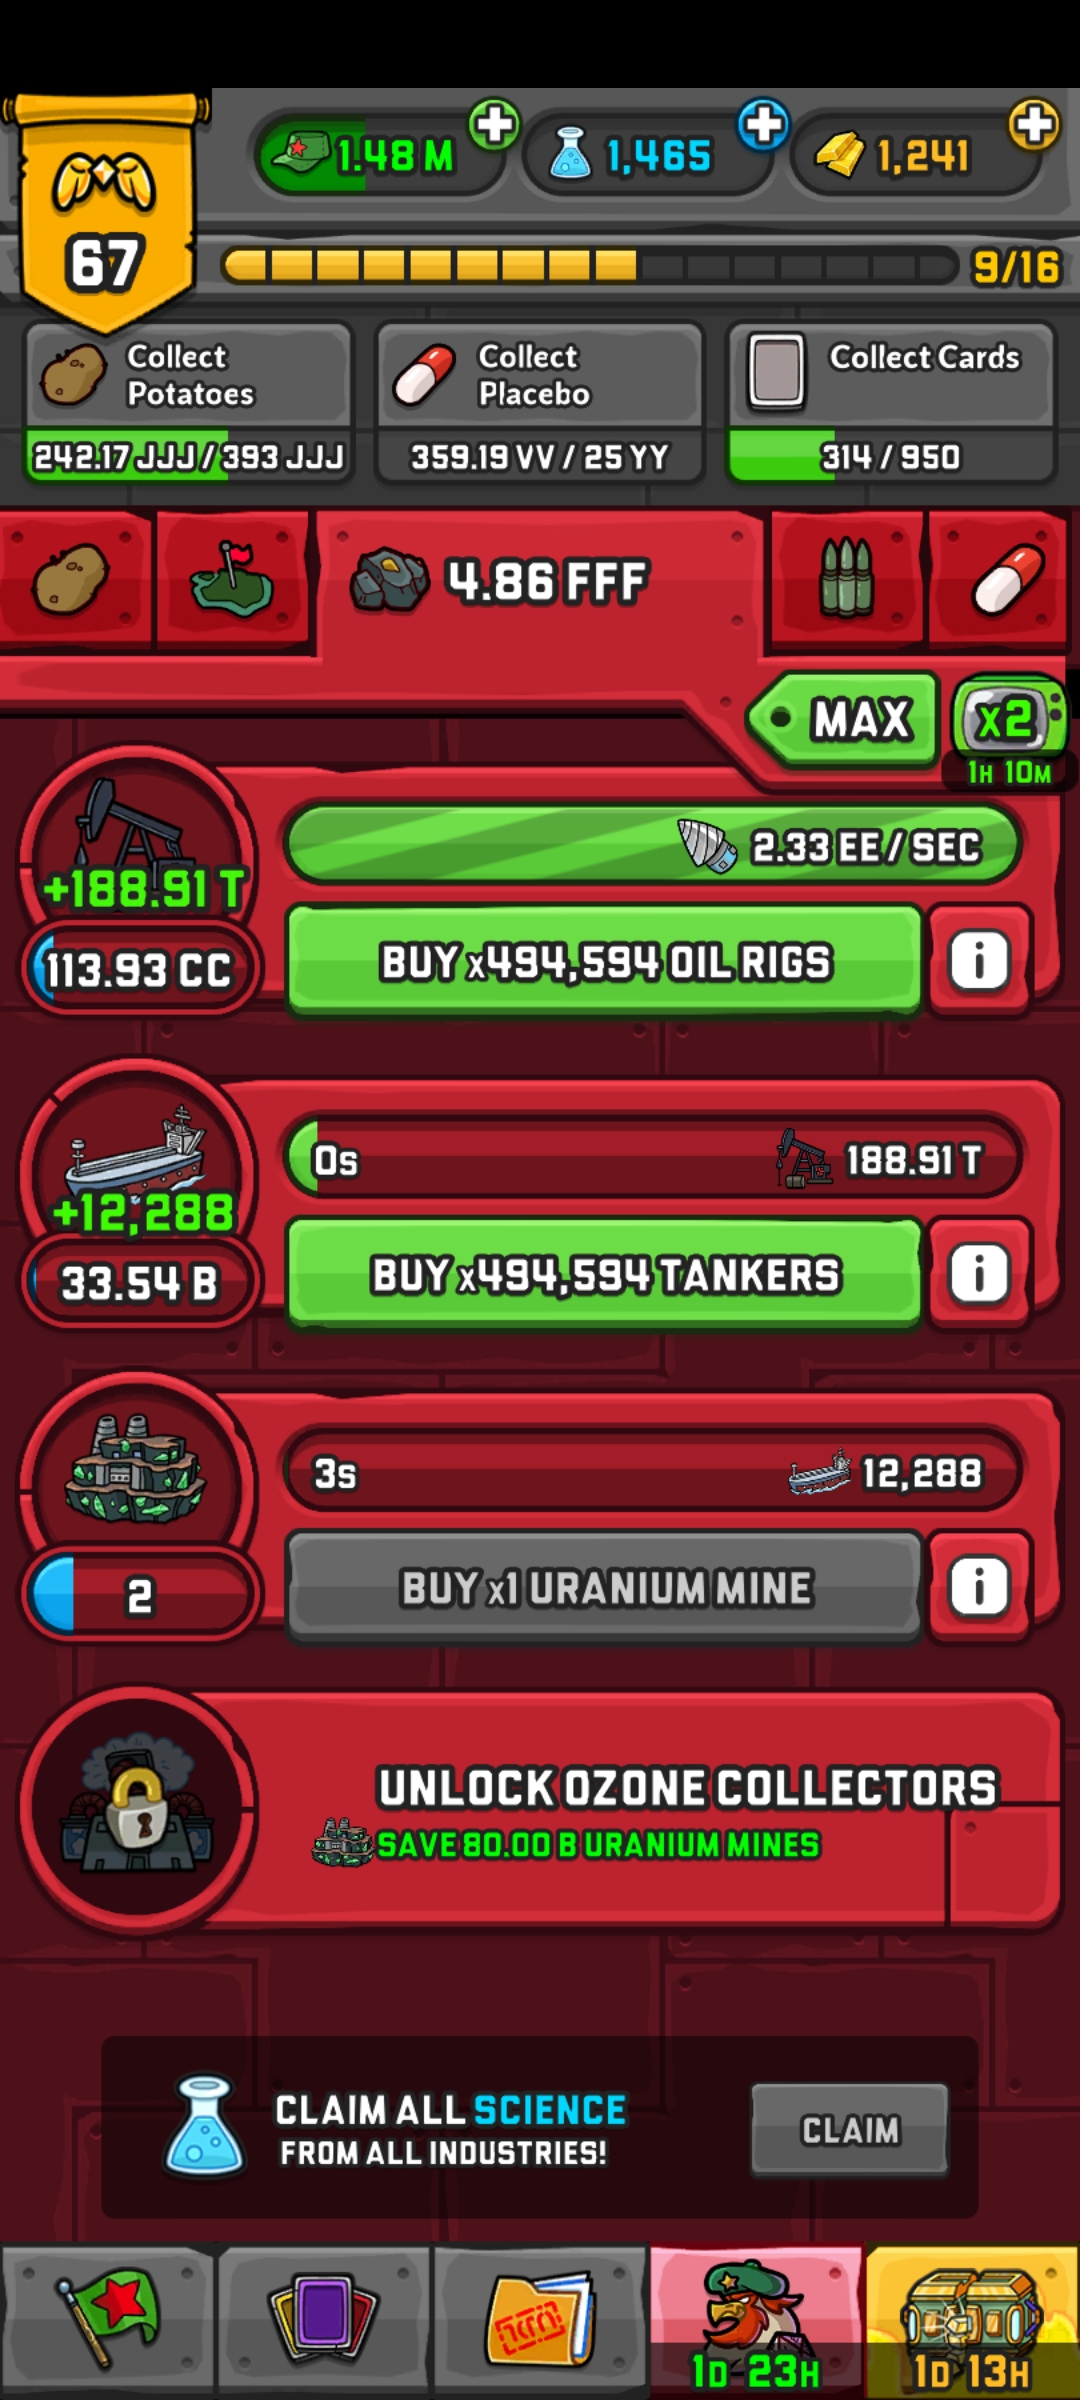 67
1.48 M
1,465
1,241
9/16
Collect
Potatoes
242.17 JJJ / 393 JJJ
Collect
Placebo
359.19 VV / 25 YY
Collect Cards
314 / 950
4.86 FFF
MAX
x2
1H 10M
+188.91 T
113.93 CC
2.33 EE / SEC
BUY x494,594 OIL RIGS
i
+12,288
33.54 B
0s
188.91 T
BUY x494,594 TANKERS
i
3s
12,288
2
BUY x1 URANIUM MINE
i
UNLOCK OZONE COLLECTORS
SAVE 80.00 B URANIUM MINES
CLAIM ALL SCIENCE
FROM ALL INDUSTRIES!
CLAIM
1D 23H
1D 13H